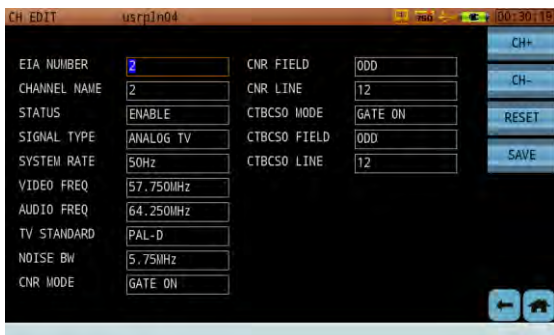 CH EDIT usrpIn04 00:30:19
EIA NUMBER 2 CNR FIELD ODD
CHANNEL NAME 2 CNR LINE 12
STATUS ENABLE CTBCSO MODE GATE ON
SIGNAL TYPE ANALOG TV CTBCSO FIELD ODD
SYSTEM RATE 50Hz CTBCSO LINE 12
VIDEO FREQ 57.750MHz
AUDIO FREQ 64.250MHz
TV STANDARD PAL-D
NOISE BW 5.75MHz
CNR MODE GATE ON
CH+
CH-
RESET
SAVE